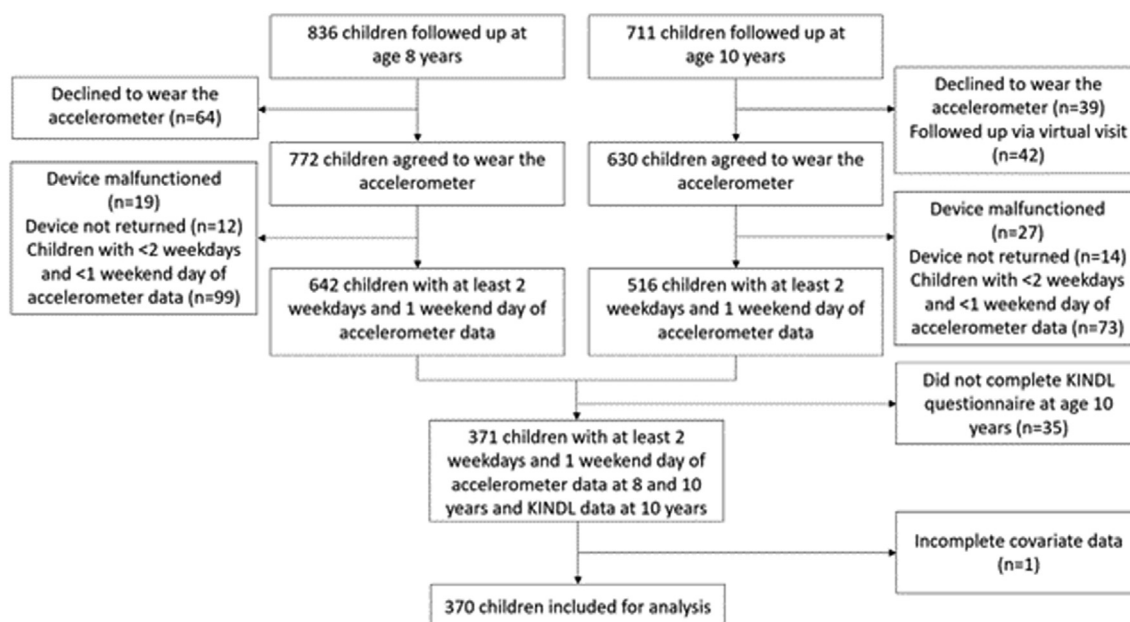 836 children followed up at
age 8 years
711 children followed up at
age 10 years
Declined to wear the
accelerometer (n=64)
Declined to wear the
accelerometer (n=39)
Followed up via virtual visit
(n=42)
772 children agreed to wear the
accelerometer
630 children agreed to wear the
accelerometer
Device malfunctioned
(n=19)
Device not returned (n=12)
Children with <2 weekdays
and <1 weekend day of
accelerometer data (n=99)
Device malfunctioned
(n=27)
Device not returned (n=14)
Children with <2 weekdays
and <1 weekend day of
accelerometer data (n=73)
642 children with at least 2
weekdays and 1 weekend day of
accelerometer data
516 children with at least 2
weekdays and 1 weekend day of
accelerometer data
Did not complete KINDL
questionnaire at age 10
years (n=35)
371 children with at least 2
weekdays and 1 weekend day of
accelerometer data at 8 and 10
years and KINDL data at 10 years
Incomplete covariate data
(n=1)
370 children included for analysis